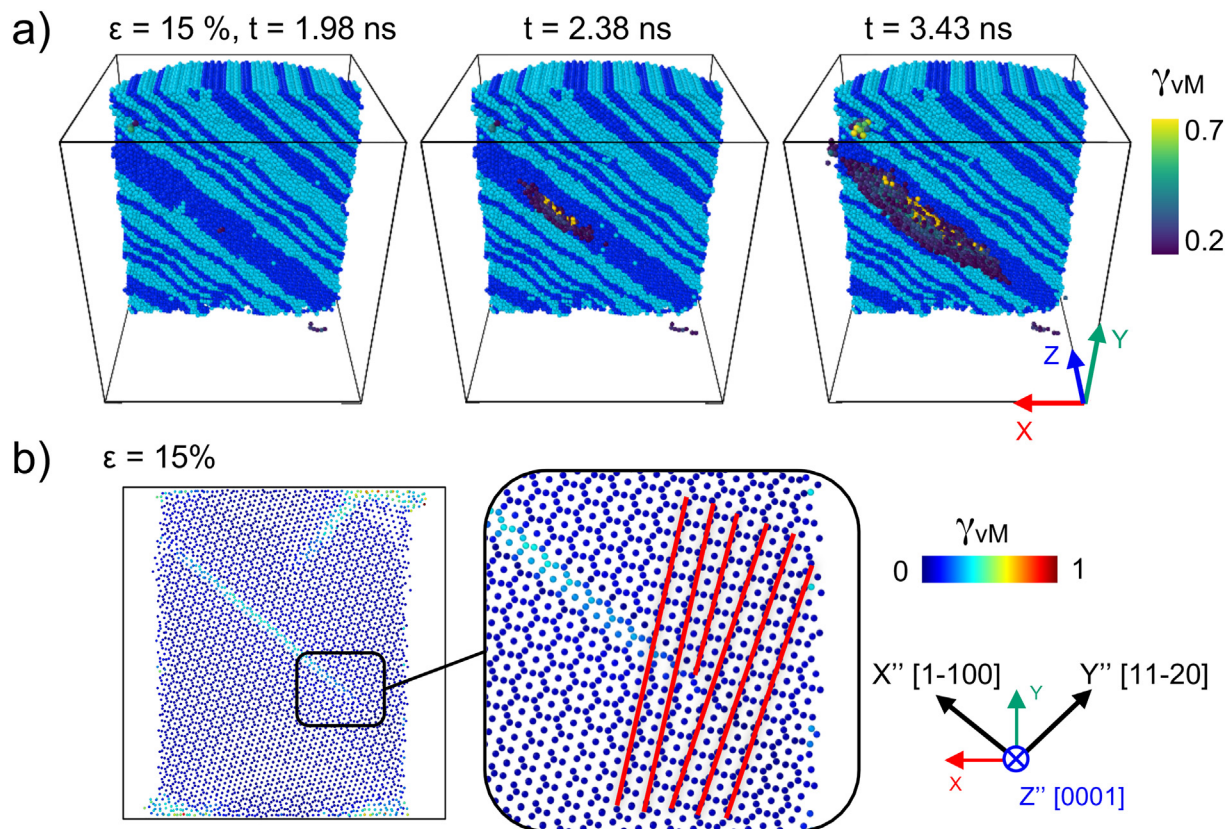 a)
ε = 15 %, t = 1.98 ns
t = 2.38 ns
t = 3.43 ns
γvM
0.7
0.2
Y
Z
X
b)
ε = 15%
γvM
0
1
X'' [1-100]
Y'' [11-20]
Y
X
Z'' [0001]